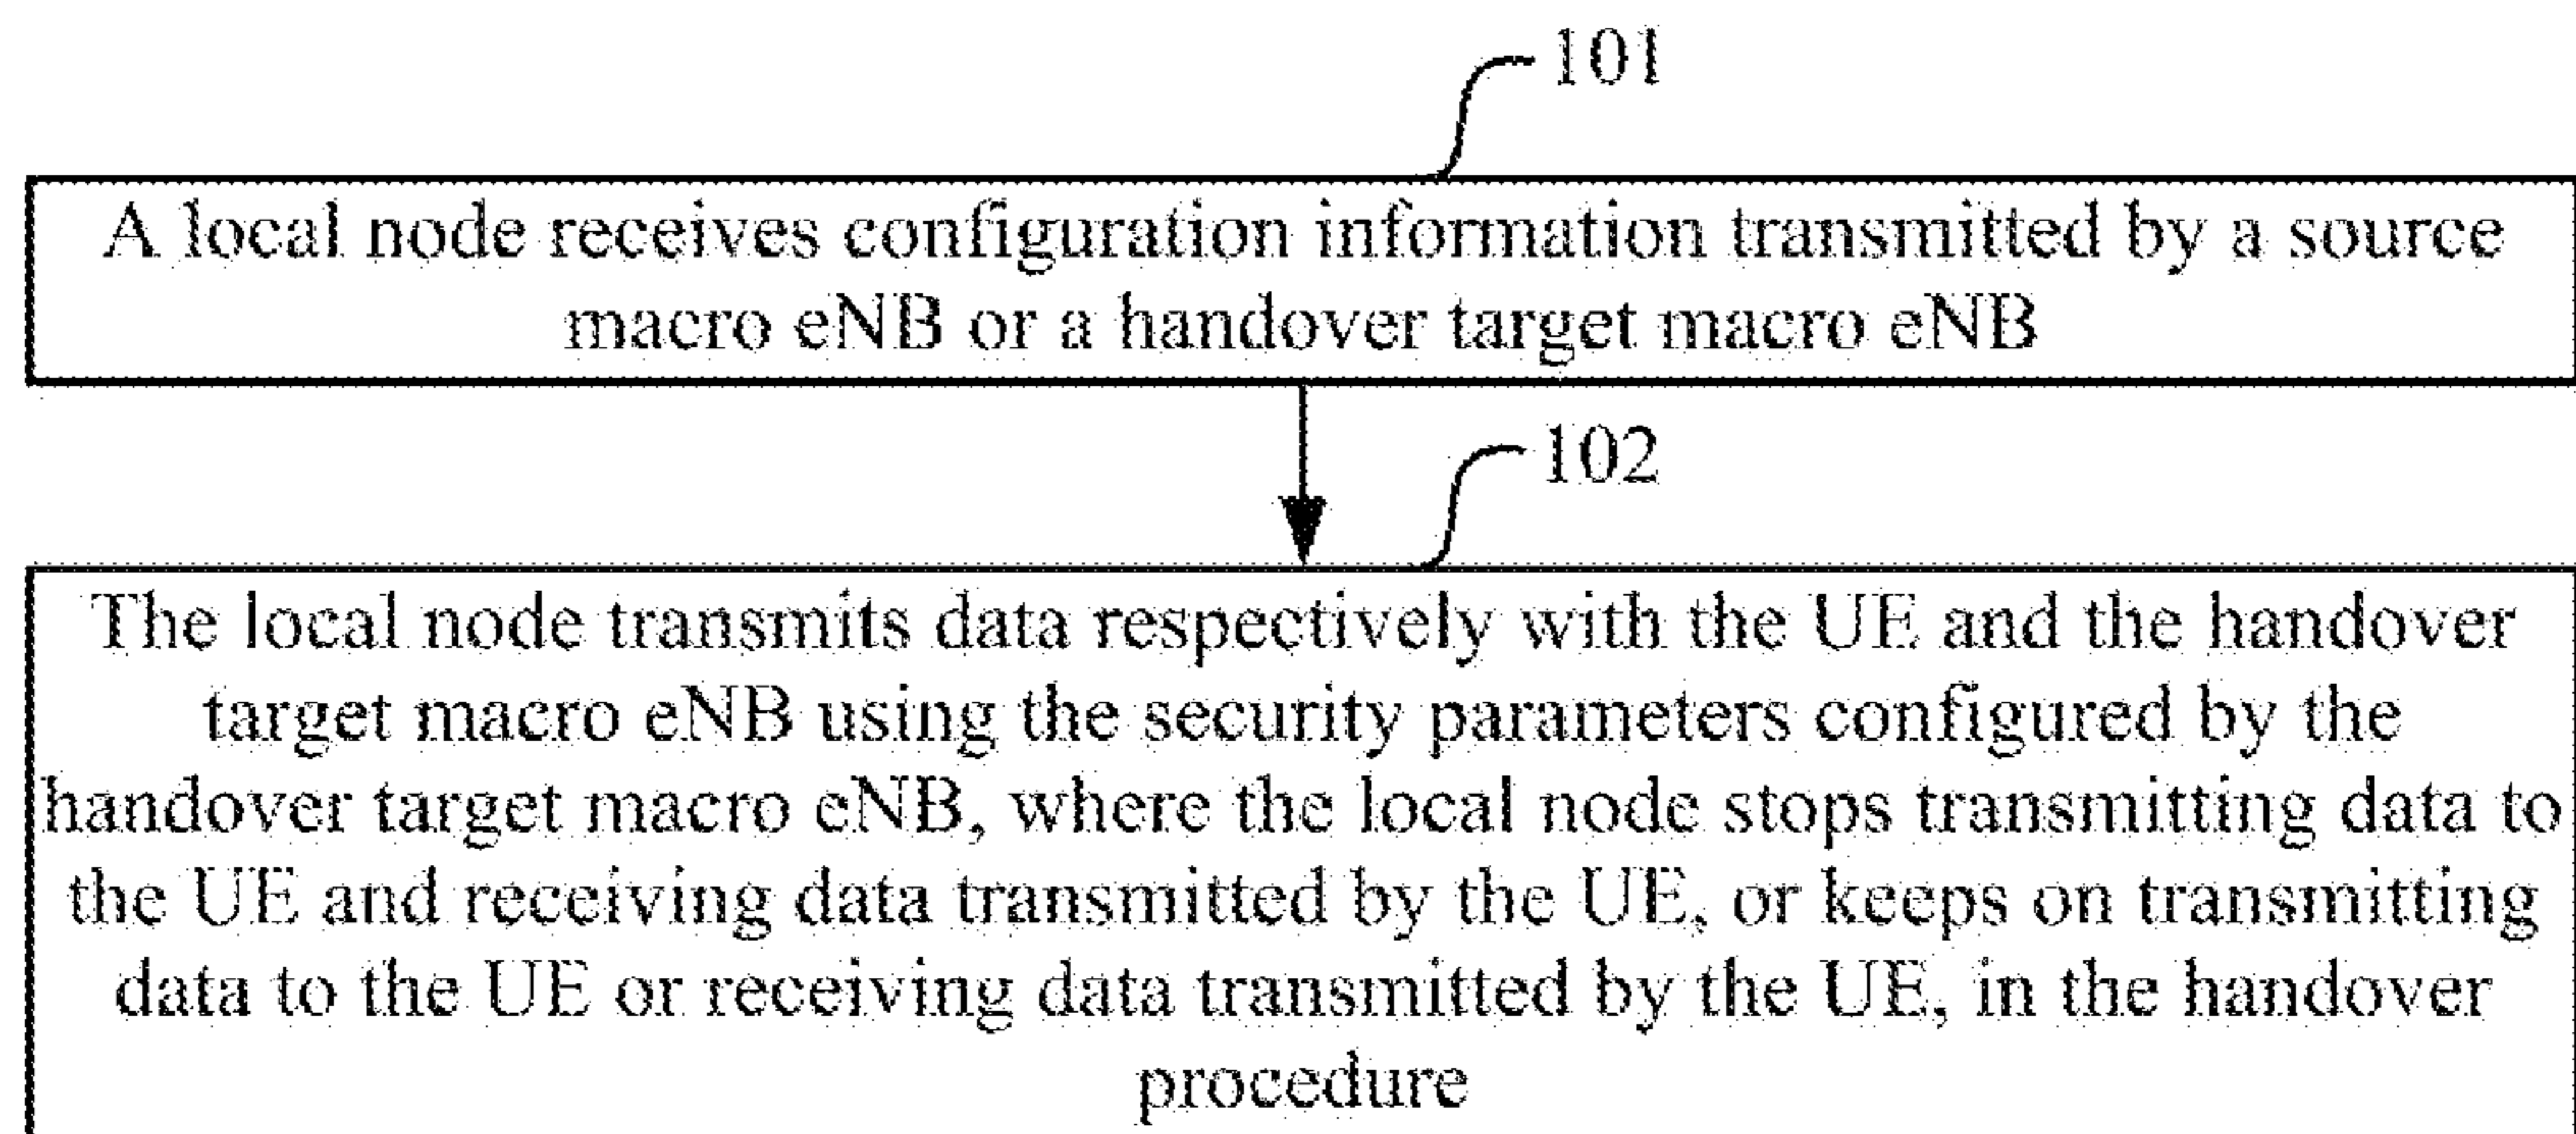 101
A local node receives configuration information transmitted by a source
macro eNB or a handover target macro eNB
102
The local node transmits data respectively with the UE and the handover
target macro eNB using the security parameters configured by the
handover target macro eNB, where the local node stops transmitting data to
the UE and receiving data transmitted by the UE, or keeps on transmitting
data to the UE or receiving data transmitted by the UE, in the handover
procedure